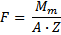 F = M_m / (A · Z)